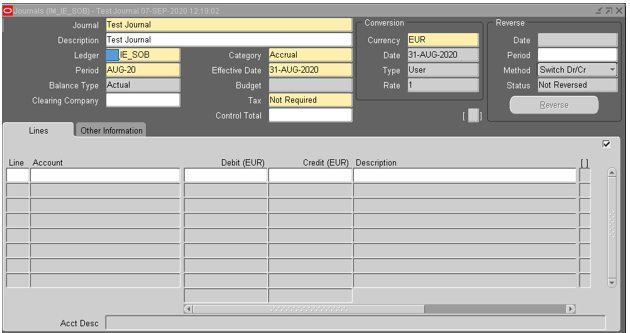 Journals (IM_IE_SOB) - Test Journal 07-SEP-2020 12:19:02
Journal Test Journal
Description Test Journal
Ledger IE_SOB Category Accrual
Period AUG-20 Effective Date 31-AUG-2020
Balance Type Actual Budget
Clearing Company Tax Not Required
Control Total
Conversion
Currency EUR
Date 31-AUG-2020
Type User
Rate 1
[ ]
Reverse
Date
Period
Method Switch Dr/Cr
Status Not Reversed
Reverse
Lines Other Information
Line Account Debit (EUR) Credit (EUR) Description [ ]
Acct Desc